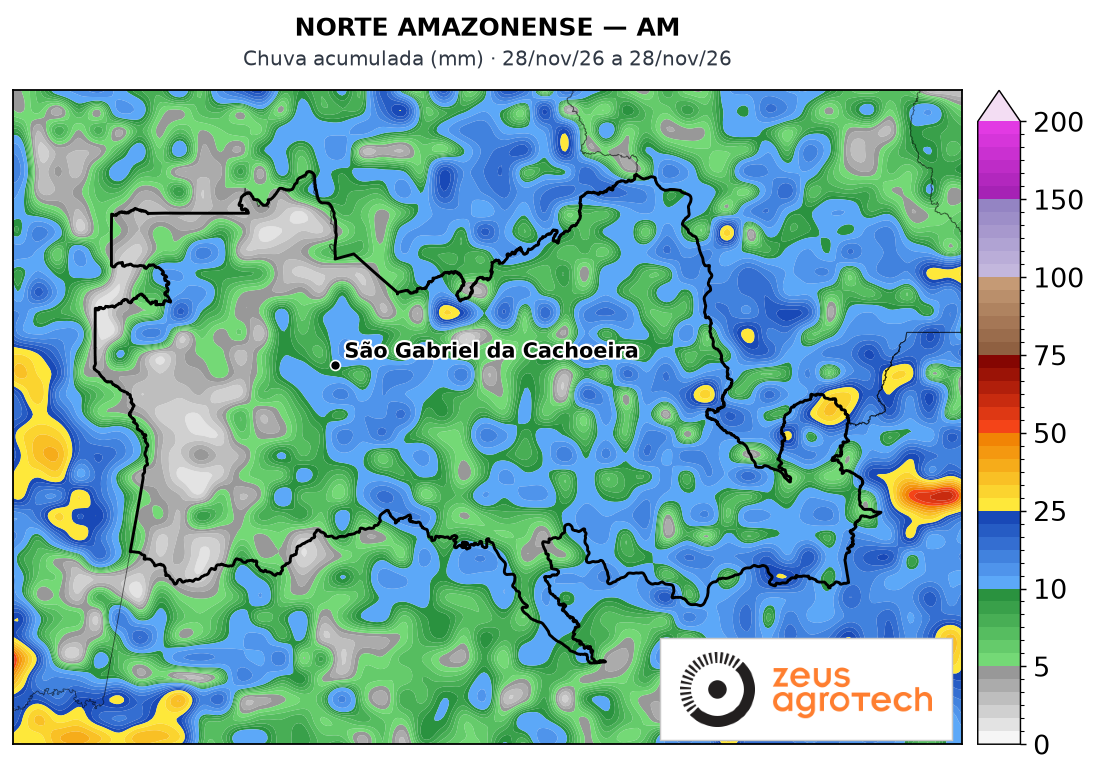 NORTE AMAZONENSE — AM
Chuva acumulada (mm) · 28/nov/26 a 28/nov/26
São Gabriel da Cachoeira
200
150
100
75
50
25
10
5
0
zeus
agrotech